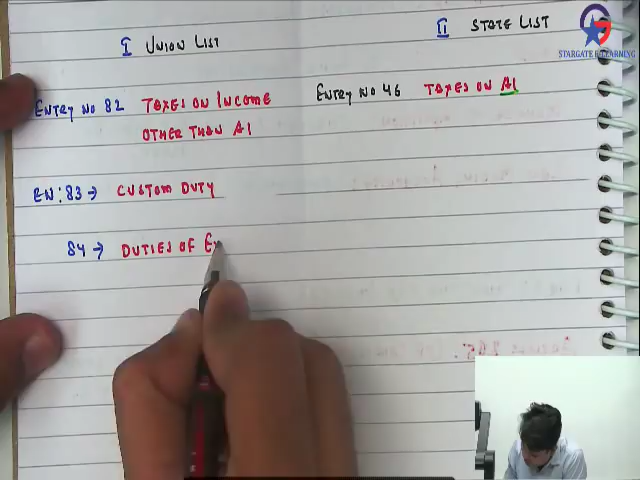 I UNION LIST
II STATE LIST
STARGATE E-LEARNING
ENTRY NO 82 TAXES ON INCOME
OTHER THAN AI
ENTRY NO 46 TAXES ON AI
EN: 83 → CUSTOM DUTY
84 → DUTIES OF Ex